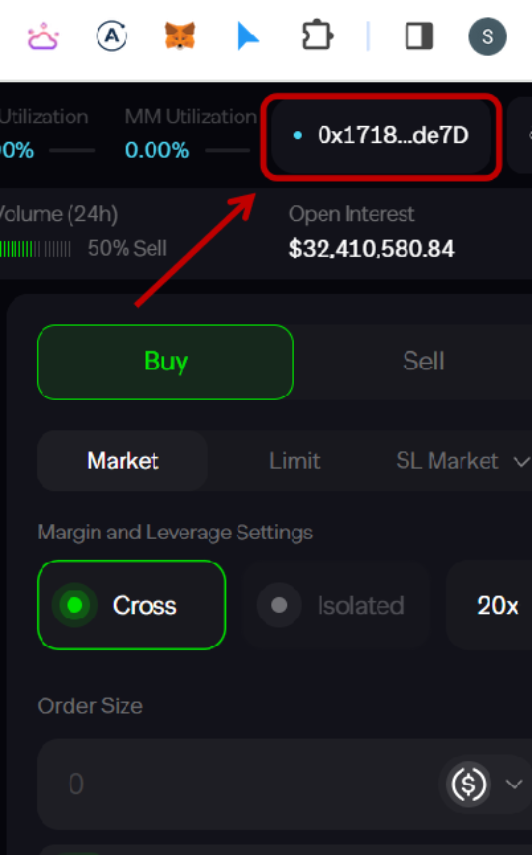 A
S
Utilization MM Utilization
0% 0.00%
0x1718...de7D
Volume (24h) Open Interest
50% Sell $32,410,580.84
Buy Sell
Market Limit SL Market
Margin and Leverage Settings
Cross Isolated 20x
Order Size
0